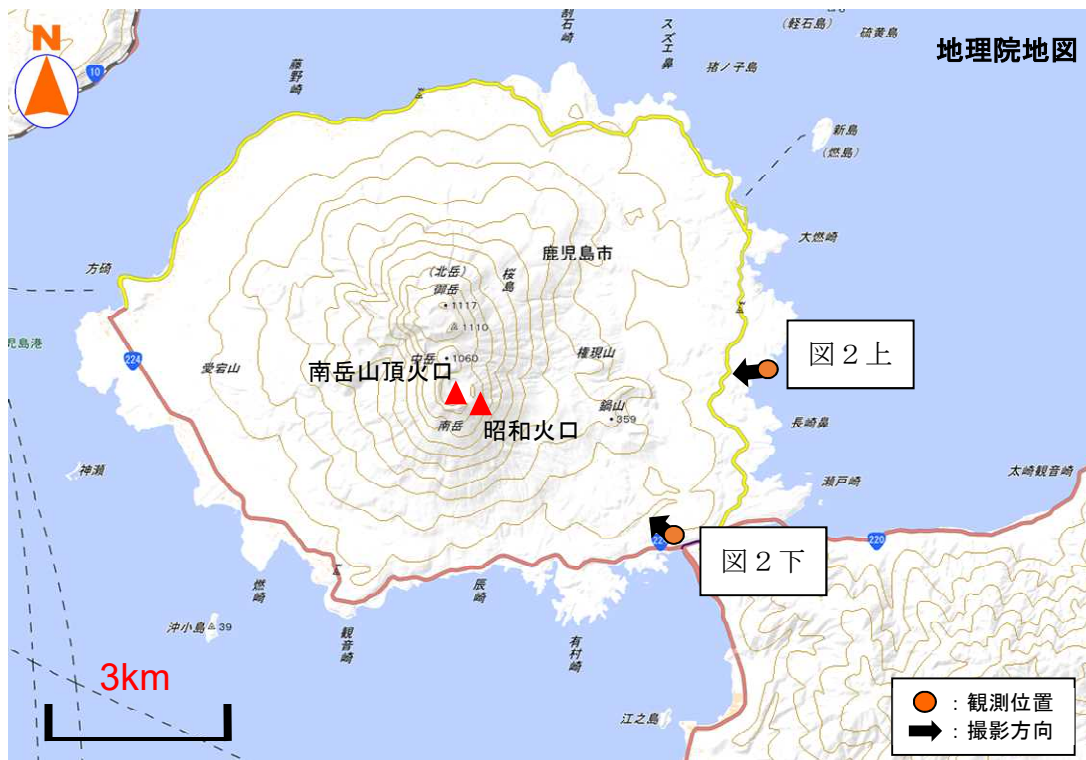 N
地理院地図
10
藤野崎
割石崎
スズエ鼻
(軽石島)
硫黄島
猪ノ子島
新島
(燃島)
大燃崎
鹿児島市
桜島
(北岳)
御岳
1117
1110
中岳
1060
方碕
児島港
224
愛宕山
権現山
南岳山頂火口
昭和火口
南岳
鍋山
359
図2上
長崎鼻
瀬戸崎
太崎観音崎
神瀬
220
図2下
燃崎
辰崎
沖小島
39
観音崎
有村崎
3km
江之島
:観測位置
:撮影方向